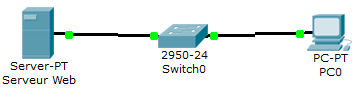 Server-PT
Serveur Web
2950-24
Switch0
PC-PT
PC0